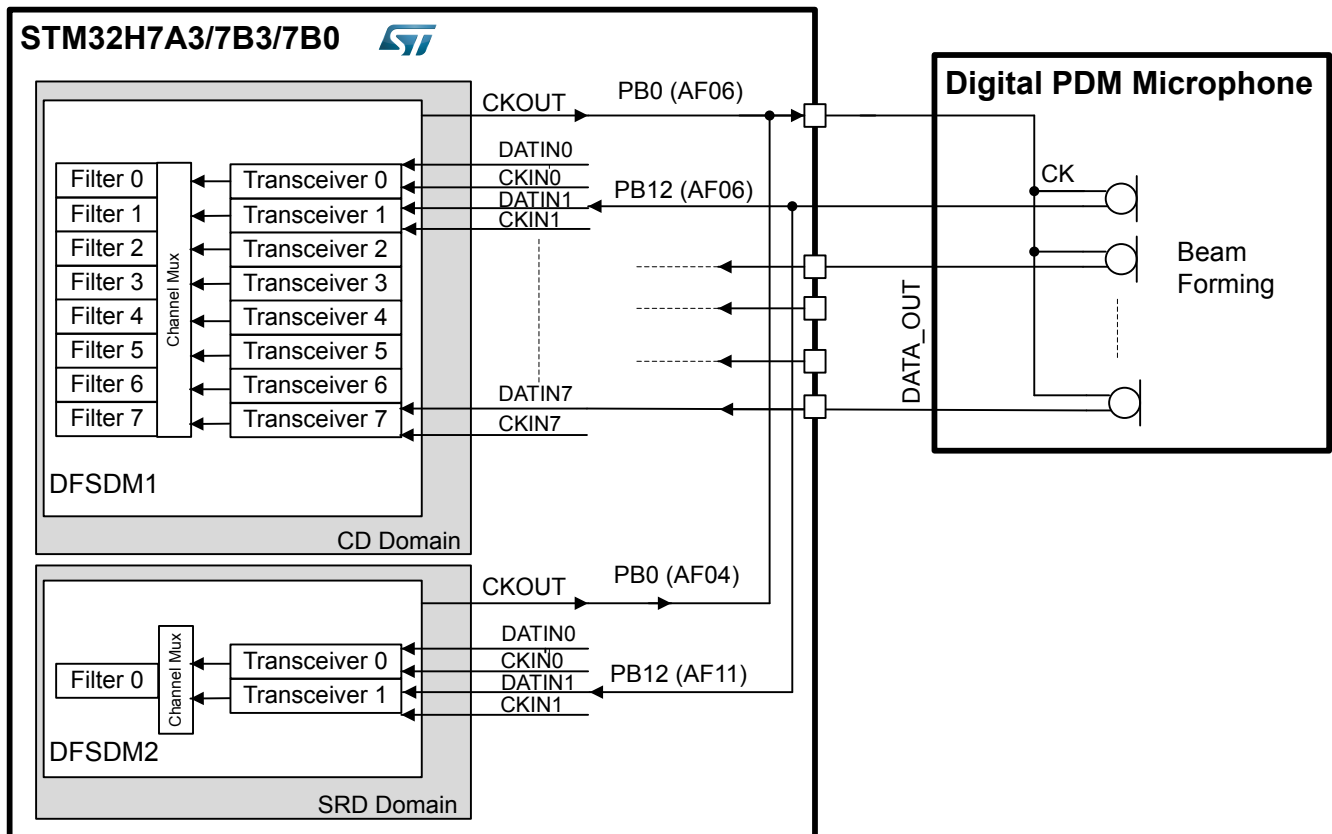 STM32H7A3/7B3/7B0
ST
Digital PDM Microphone
CKOUT
PB0 (AF06)
DATIN0
CKIN0
DATIN1
PB12 (AF06)
CKIN1
CK
Filter 0
Filter 1
Filter 2
Filter 3
Filter 4
Filter 5
Filter 6
Filter 7
Channel Mux
Transceiver 0
Transceiver 1
Transceiver 2
Transceiver 3
Transceiver 4
Transceiver 5
Transceiver 6
Transceiver 7
DATIN7
CKIN7
DATA_OUT
Beam
Forming
DFSDM1
CD Domain
CKOUT
PB0 (AF04)
DATIN0
CKIN0
DATIN1
PB12 (AF11)
CKIN1
Filter 0
Channel Mux
Transceiver 0
Transceiver 1
DFSDM2
SRD Domain